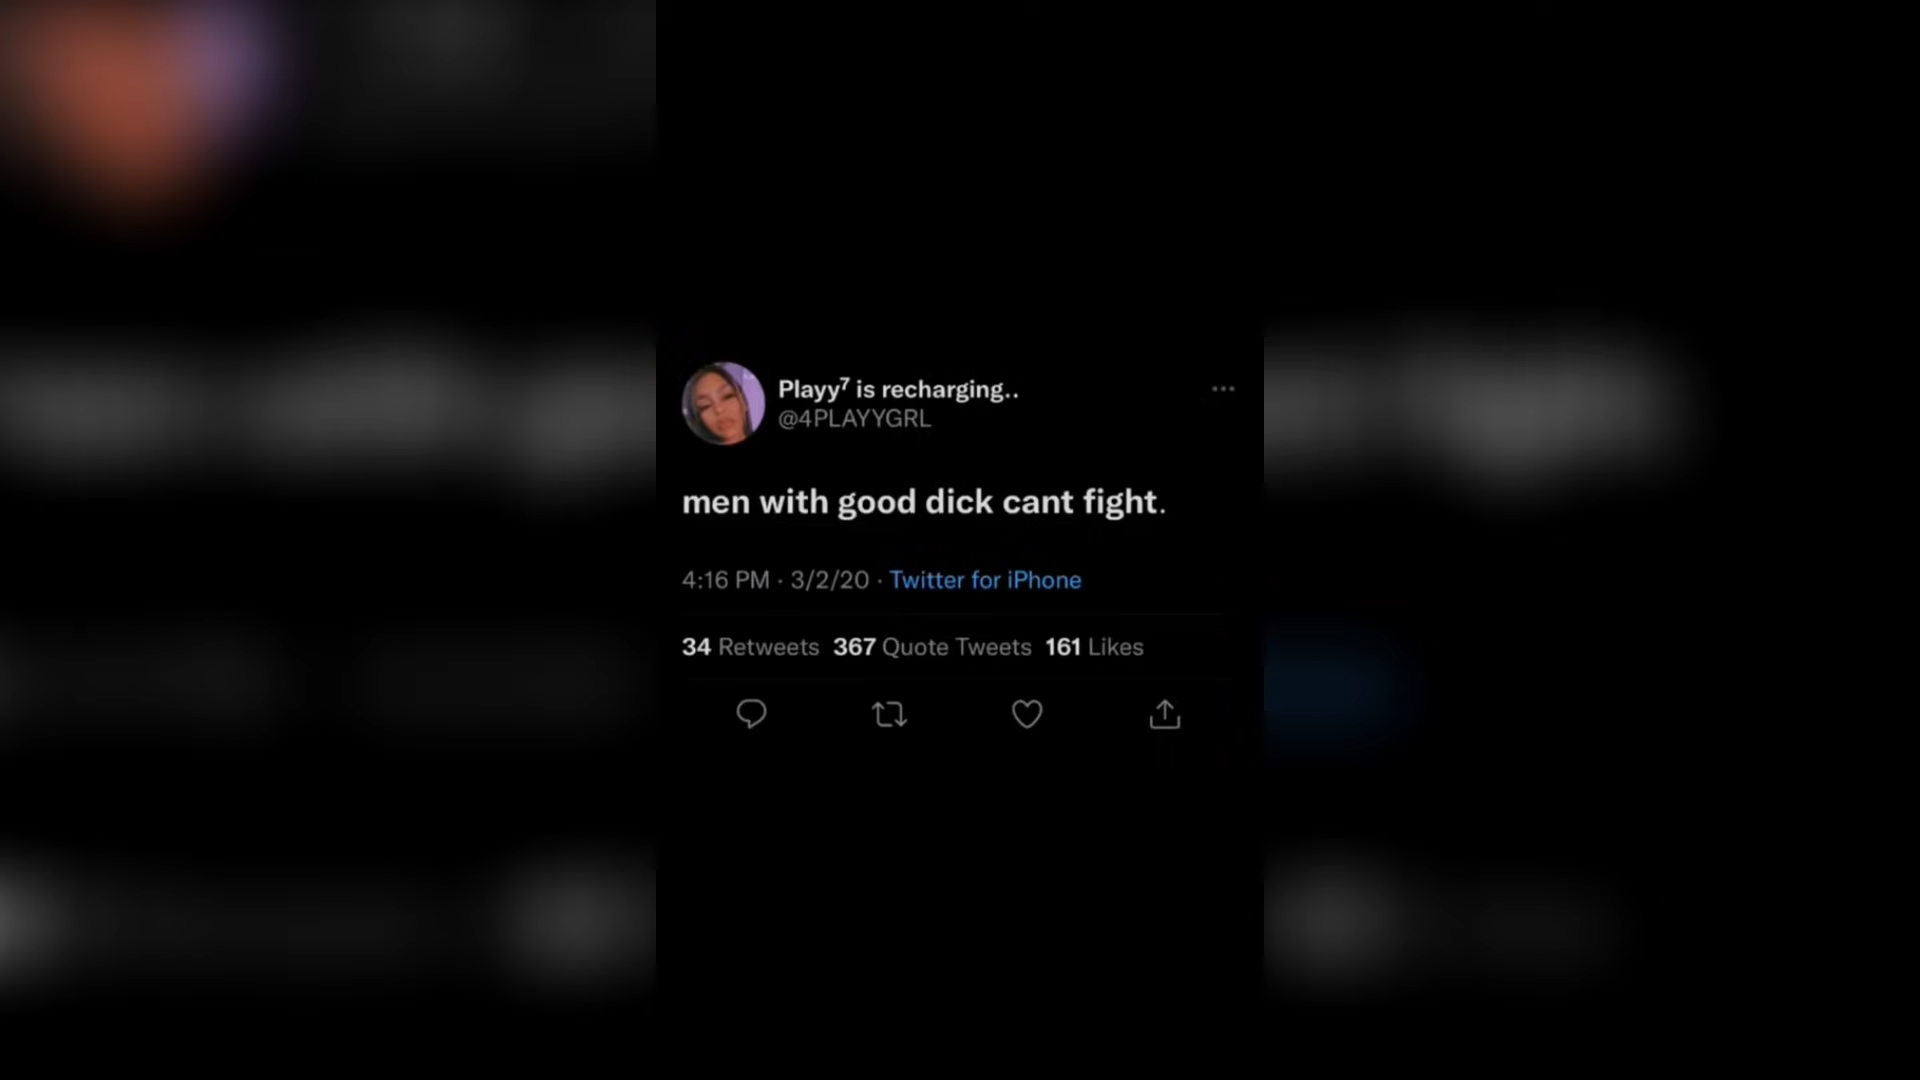 Playy⁷ is recharging..
@4PLAYYGRL
men with good dick cant fight.
4:16 PM · 3/2/20 · Twitter for iPhone
34 Retweets 367 Quote Tweets 161 Likes